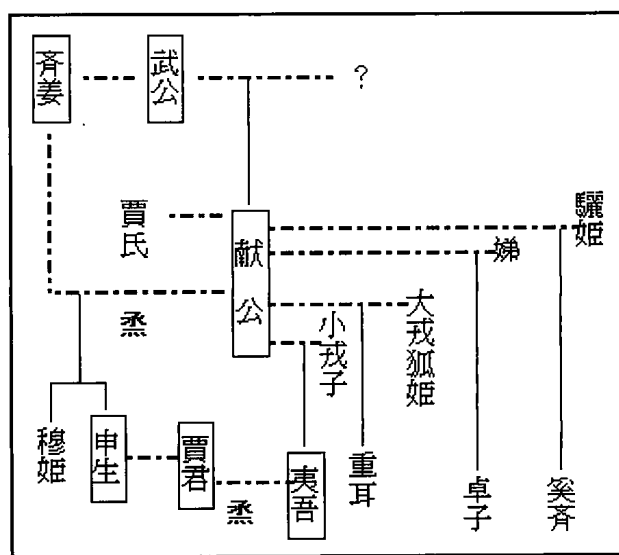 斉姜
武公
?
賈氏
献公
驪姫
娣
烝
小戎子
大戎狐姫
穆姫
申生
賈君
烝
夷吾
重耳
卓子
奚斉